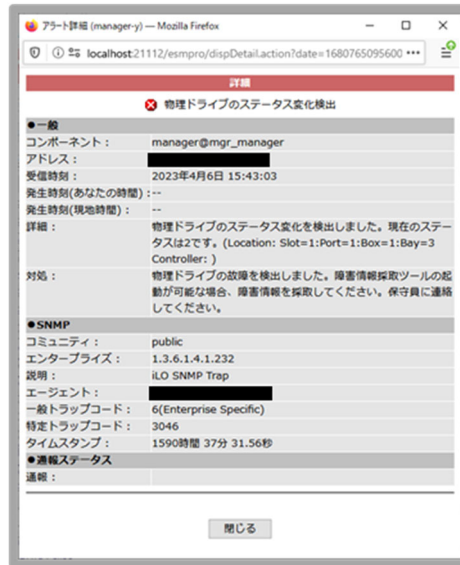 アラート詳細 (manager-y) — Mozilla Firefox
localhost:21112/esmpro/dispDetail.action?date=1680765095600 •••
詳細
物理ドライブのステータス変化検出
●一般
コンポーネント： manager@mgr_manager
アドレス：
受信時刻： 2023年4月6日 15:43:03
発生時刻(あなたの時間)：--
発生時刻(現地時間)： --
詳細： 物理ドライブのステータス変化を検出しました。現在のステー
タスは2です。(Location: Slot=1:Port=1:Box=1:Bay=3
Controller: )
対処： 物理ドライブの故障を検出しました。障害情報採取ツールの起
動が可能な場合、障害情報を採取してください。保守員に連絡
してください。
●SNMP
コミュニティ： public
エンタープライズ： 1.3.6.1.4.1.232
説明： iLO SNMP Trap
エージェント：
一般トラップコード： 6(Enterprise Specific)
特定トラップコード： 3046
タイムスタンプ： 1590時間 37分 31.56秒
●通報ステータス
通報：
閉じる